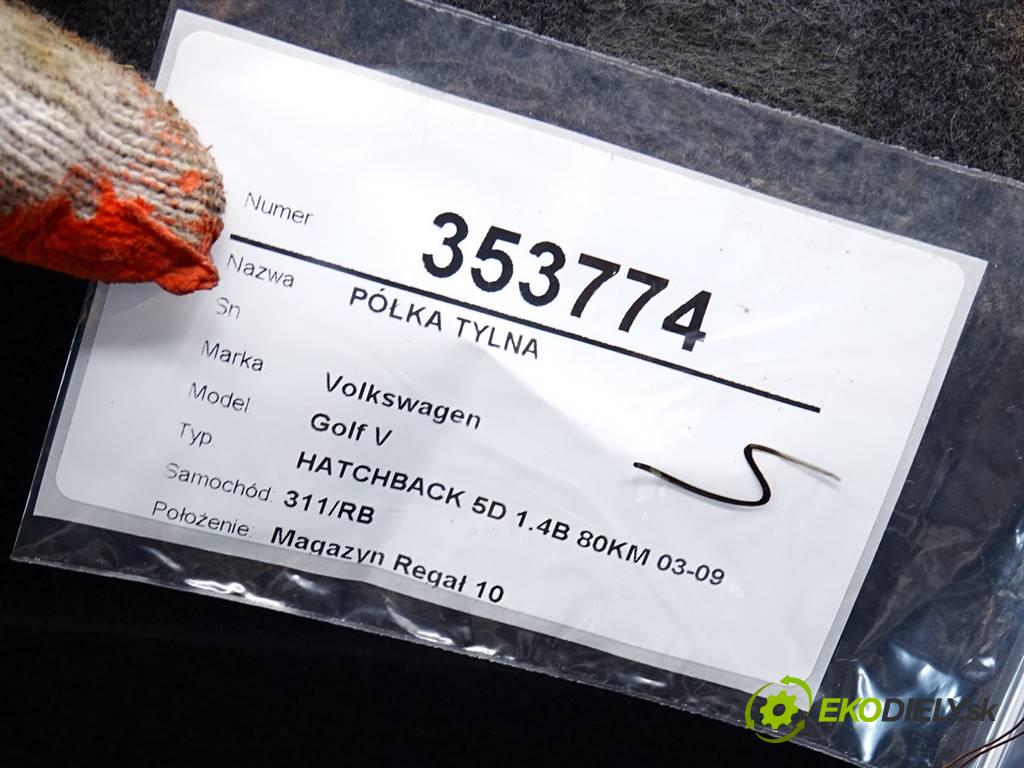 Numer 353774
Nazwa PÓŁKA TYLNA
Sn
Marka Volkswagen
Model Golf V
Typ HATCHBACK 5D 1.4B 80KM 03-09
Samochód: 311/RB
Położenie: Magazyn Regał 10
EKODIELY.sk